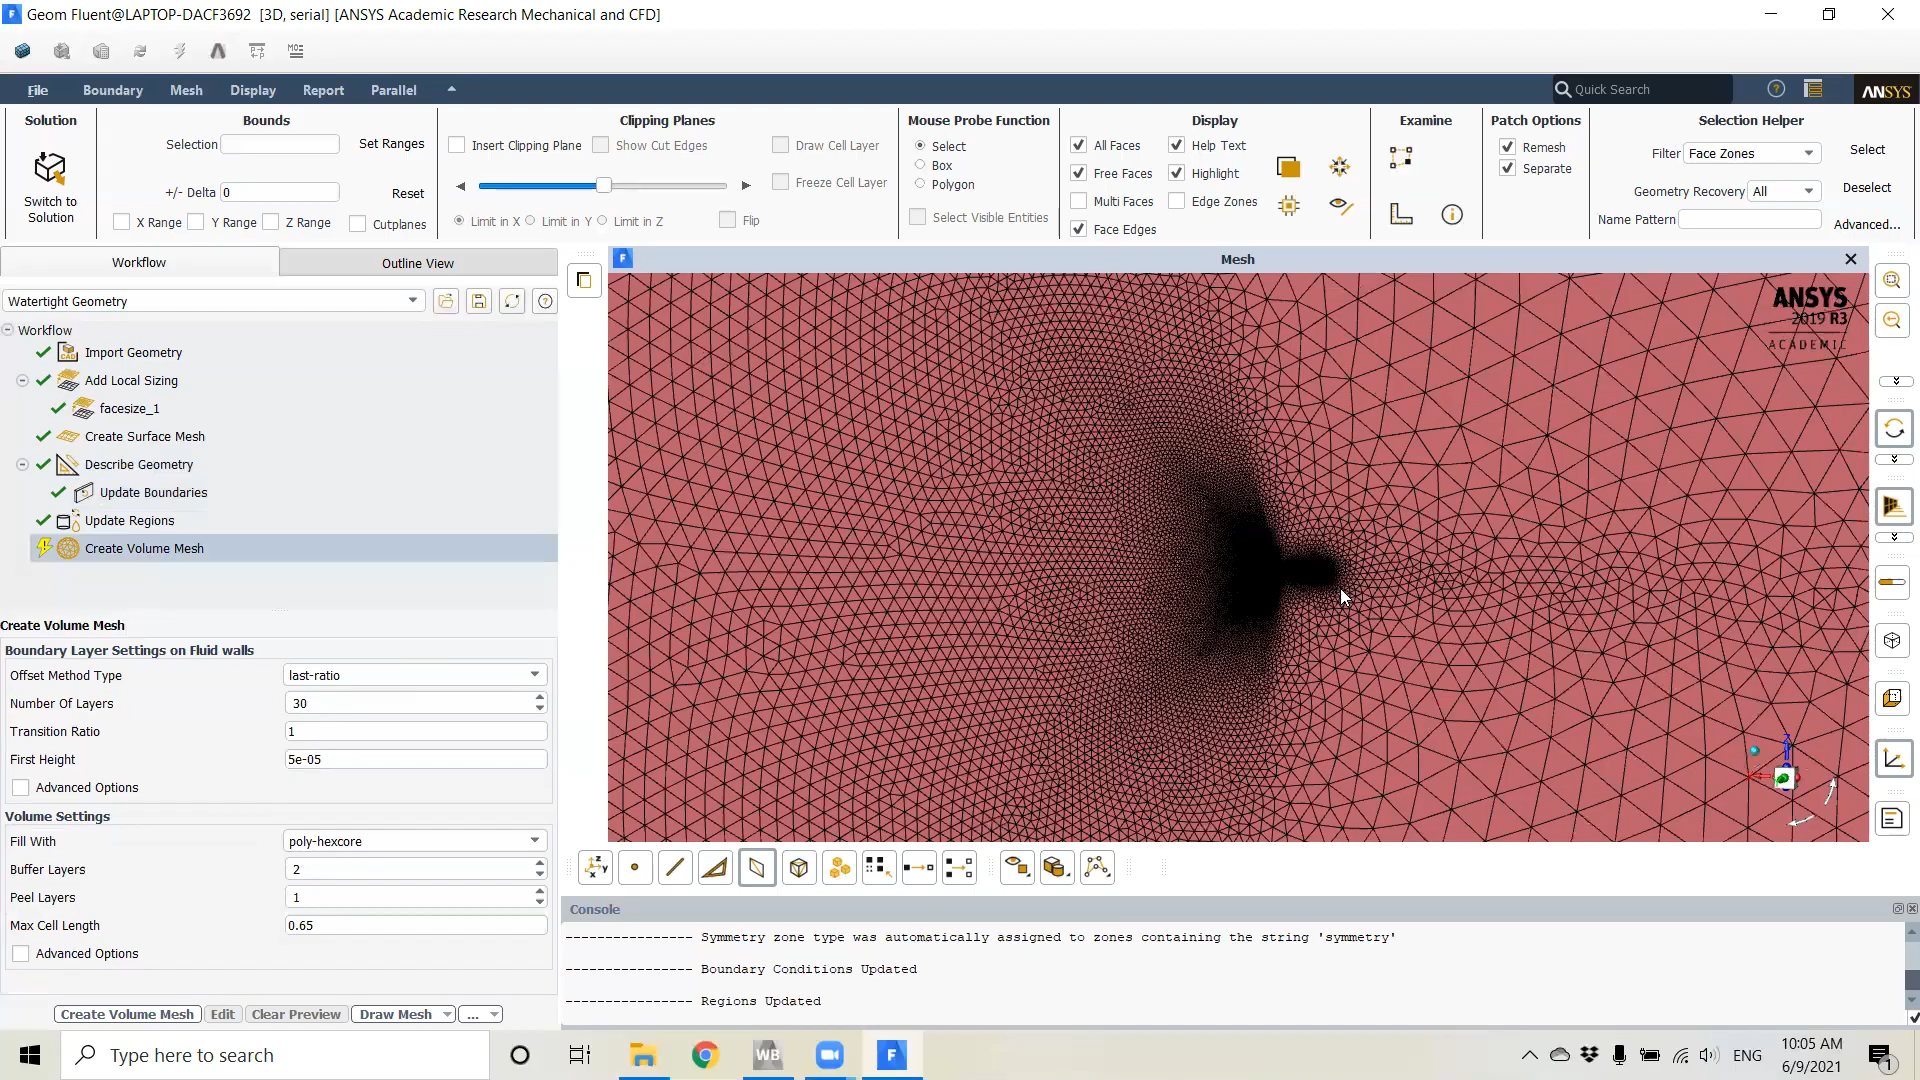 Geom Fluent@LAPTOP-DACF3692 [3D, serial] [ANSYS Academic Research Mechanical and CFD]
File Boundary Mesh Display Report Parallel
Quick Search
ANSYS
Solution
Switch to
Solution
Bounds
Selection
Set Ranges
+/- Delta 0
Reset
X Range Y Range Z Range Cutplanes
Clipping Planes
Insert Clipping Plane Show Cut Edges Draw Cell Layer
Freeze Cell Layer
Limit in X Limit in Y Limit in Z Flip
Mouse Probe Function
Select
Box
Polygon
Select Visible Entities
Display
All Faces Help Text
Free Faces Highlight
Multi Faces Edge Zones
Face Edges
Examine
Patch Options
Remesh
Separate
Selection Helper
Filter Face Zones Select
Geometry Recovery All Deselect
Name Pattern Advanced...
Workflow Outline View
Watertight Geometry
Workflow
Import Geometry
Add Local Sizing
facesize_1
Create Surface Mesh
Describe Geometry
Update Boundaries
Update Regions
Create Volume Mesh
Create Volume Mesh
Boundary Layer Settings on Fluid walls
Offset Method Type last-ratio
Number Of Layers 30
Transition Ratio 1
First Height 5e-05
Advanced Options
Volume Settings
Fill With poly-hexcore
Buffer Layers 2
Peel Layers 1
Max Cell Length 0.65
Advanced Options
Create Volume Mesh Edit Clear Preview Draw Mesh ...
Mesh
ANSYS
2019 R3
ACADEMIC
Z
Console
---------------- Symmetry zone type was automatically assigned to zones containing the string 'symmetry'
---------------- Boundary Conditions Updated
---------------- Regions Updated
Type here to search
WB
ENG
10:05 AM
6/9/2021
1